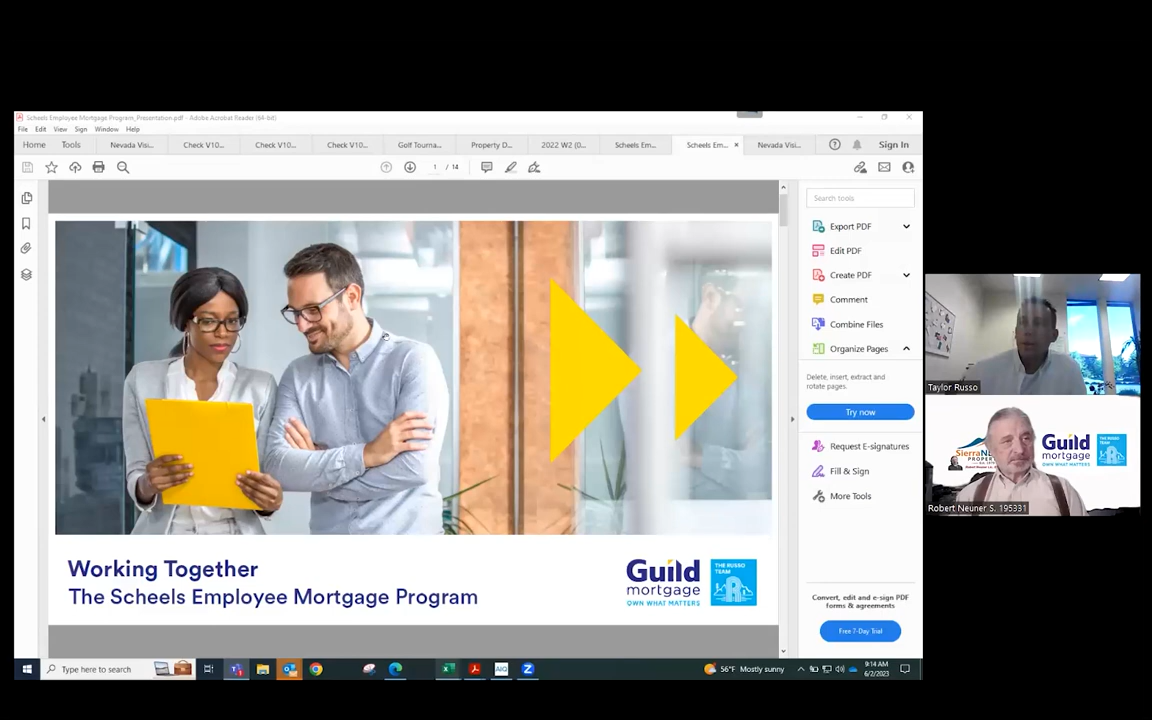 Scheels Employee Mortgage Program_Presentation.pdf - Adobe Acrobat Reader (64-bit)
File Edit View Sign Window Help
Home Tools Nevada Visi... Check V10... Check V10... Check V10... Golf Tourna... Property D... 2022 W2 (0... Scheels Em... Scheels Em... × Nevada Visi... Sign In
1 / 14
Search tools
Export PDF
Edit PDF
Create PDF
Comment
Combine Files
Organize Pages
Delete, insert, extract and
rotate pages.
Try now
Request E-signatures
Fill & Sign
More Tools
Convert, edit and e-sign PDF
forms & agreements
Free 7-Day Trial
Working Together
The Scheels Employee Mortgage Program
Guild
mortgage
OWN WHAT MATTERS
THE RUSSO
TEAM
R
Taylor Russo
Guild
mortgage
OWN WHAT MATTERS
Robert Neuner S. 195331
Type here to search
56°F Mostly sunny
9:14 AM
6/2/2023